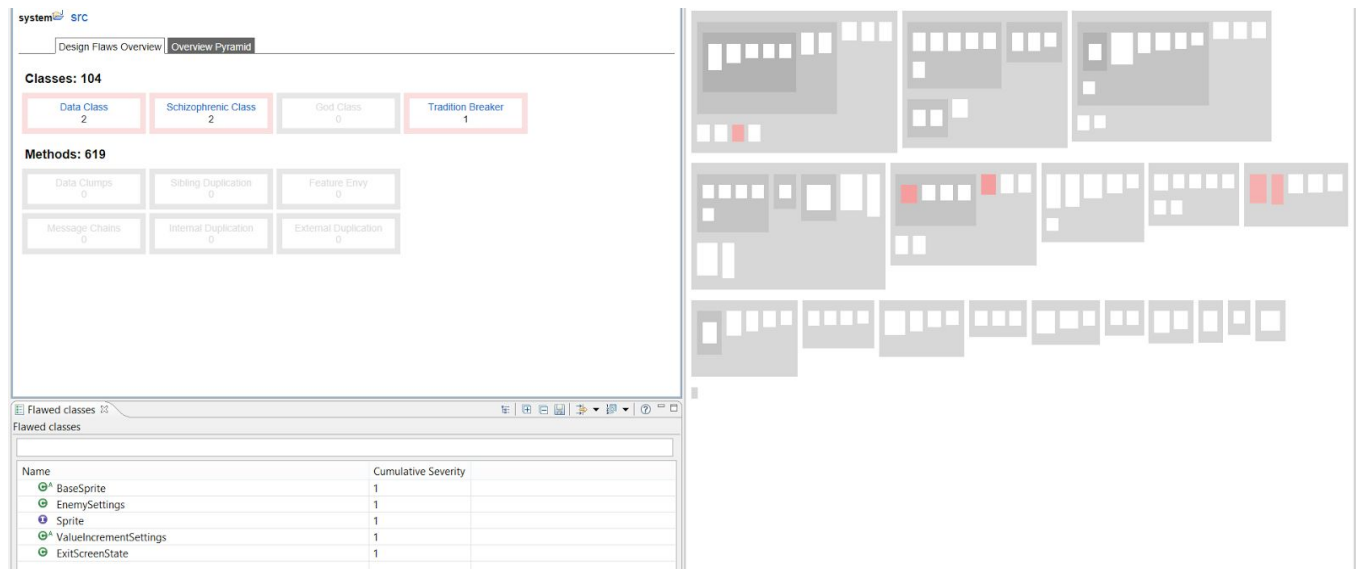 system src
Design Flaws Overview Overview Pyramid
Classes: 104
Data Class Schizophrenic Class God Class Tradition Breaker
2 2 0 1
Methods: 619
Data Clumps Sibling Duplication Feature Envy
0 0 0
Message Chains Internal Duplication External Duplication
0 0 0
Flawed classes
Flawed classes
Name Cumulative Severity
BaseSprite 1
EnemySettings 1
Sprite 1
ValueIncrementSettings 1
ExitScreenState 1